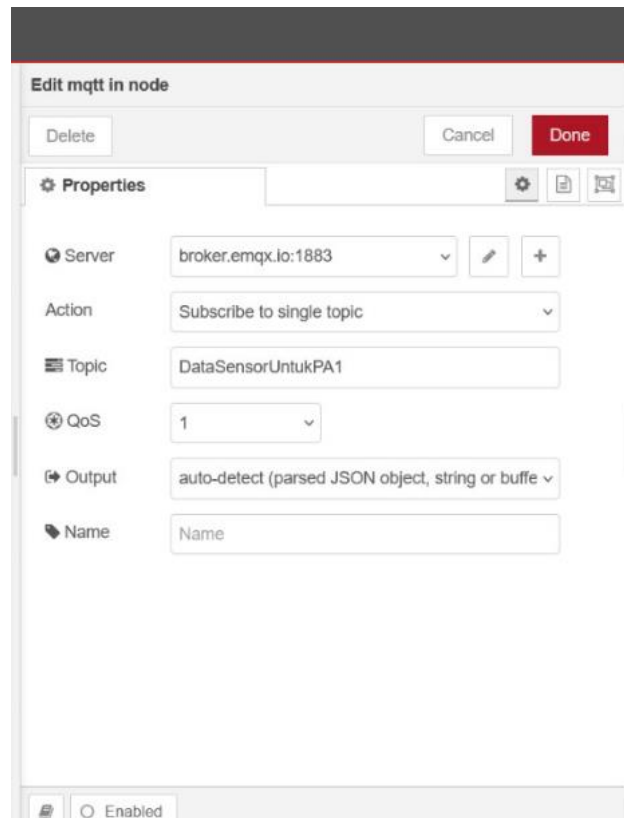 Edit mqtt in node
Delete Cancel Done
Properties
Server broker.emqx.io:1883
Action Subscribe to single topic
Topic DataSensorUntukPA1
QoS 1
Output auto-detect (parsed JSON object, string or buffe
Name Name
Enabled